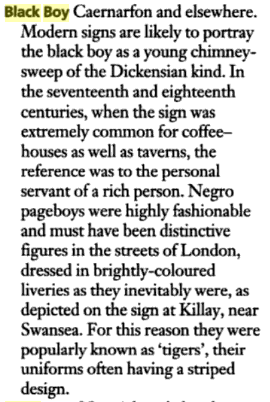 Black Boy Caernarfon and elsewhere.
Modern signs are likely to portray
the black boy as a young chimney-
sweep of the Dickensian kind. In
the seventeenth and eighteenth
centuries, when the sign was
extremely common for coffee–
houses as well as taverns, the
reference was to the personal
servant of a rich person. Negro
pageboys were highly fashionable
and must have been distinctive
figures in the streets of London,
dressed in brightly-coloured
liveries as they inevitably were, as
depicted on the sign at Killay, near
Swansea. For this reason they were
popularly known as ‘tigers’, their
uniforms often having a striped
design.